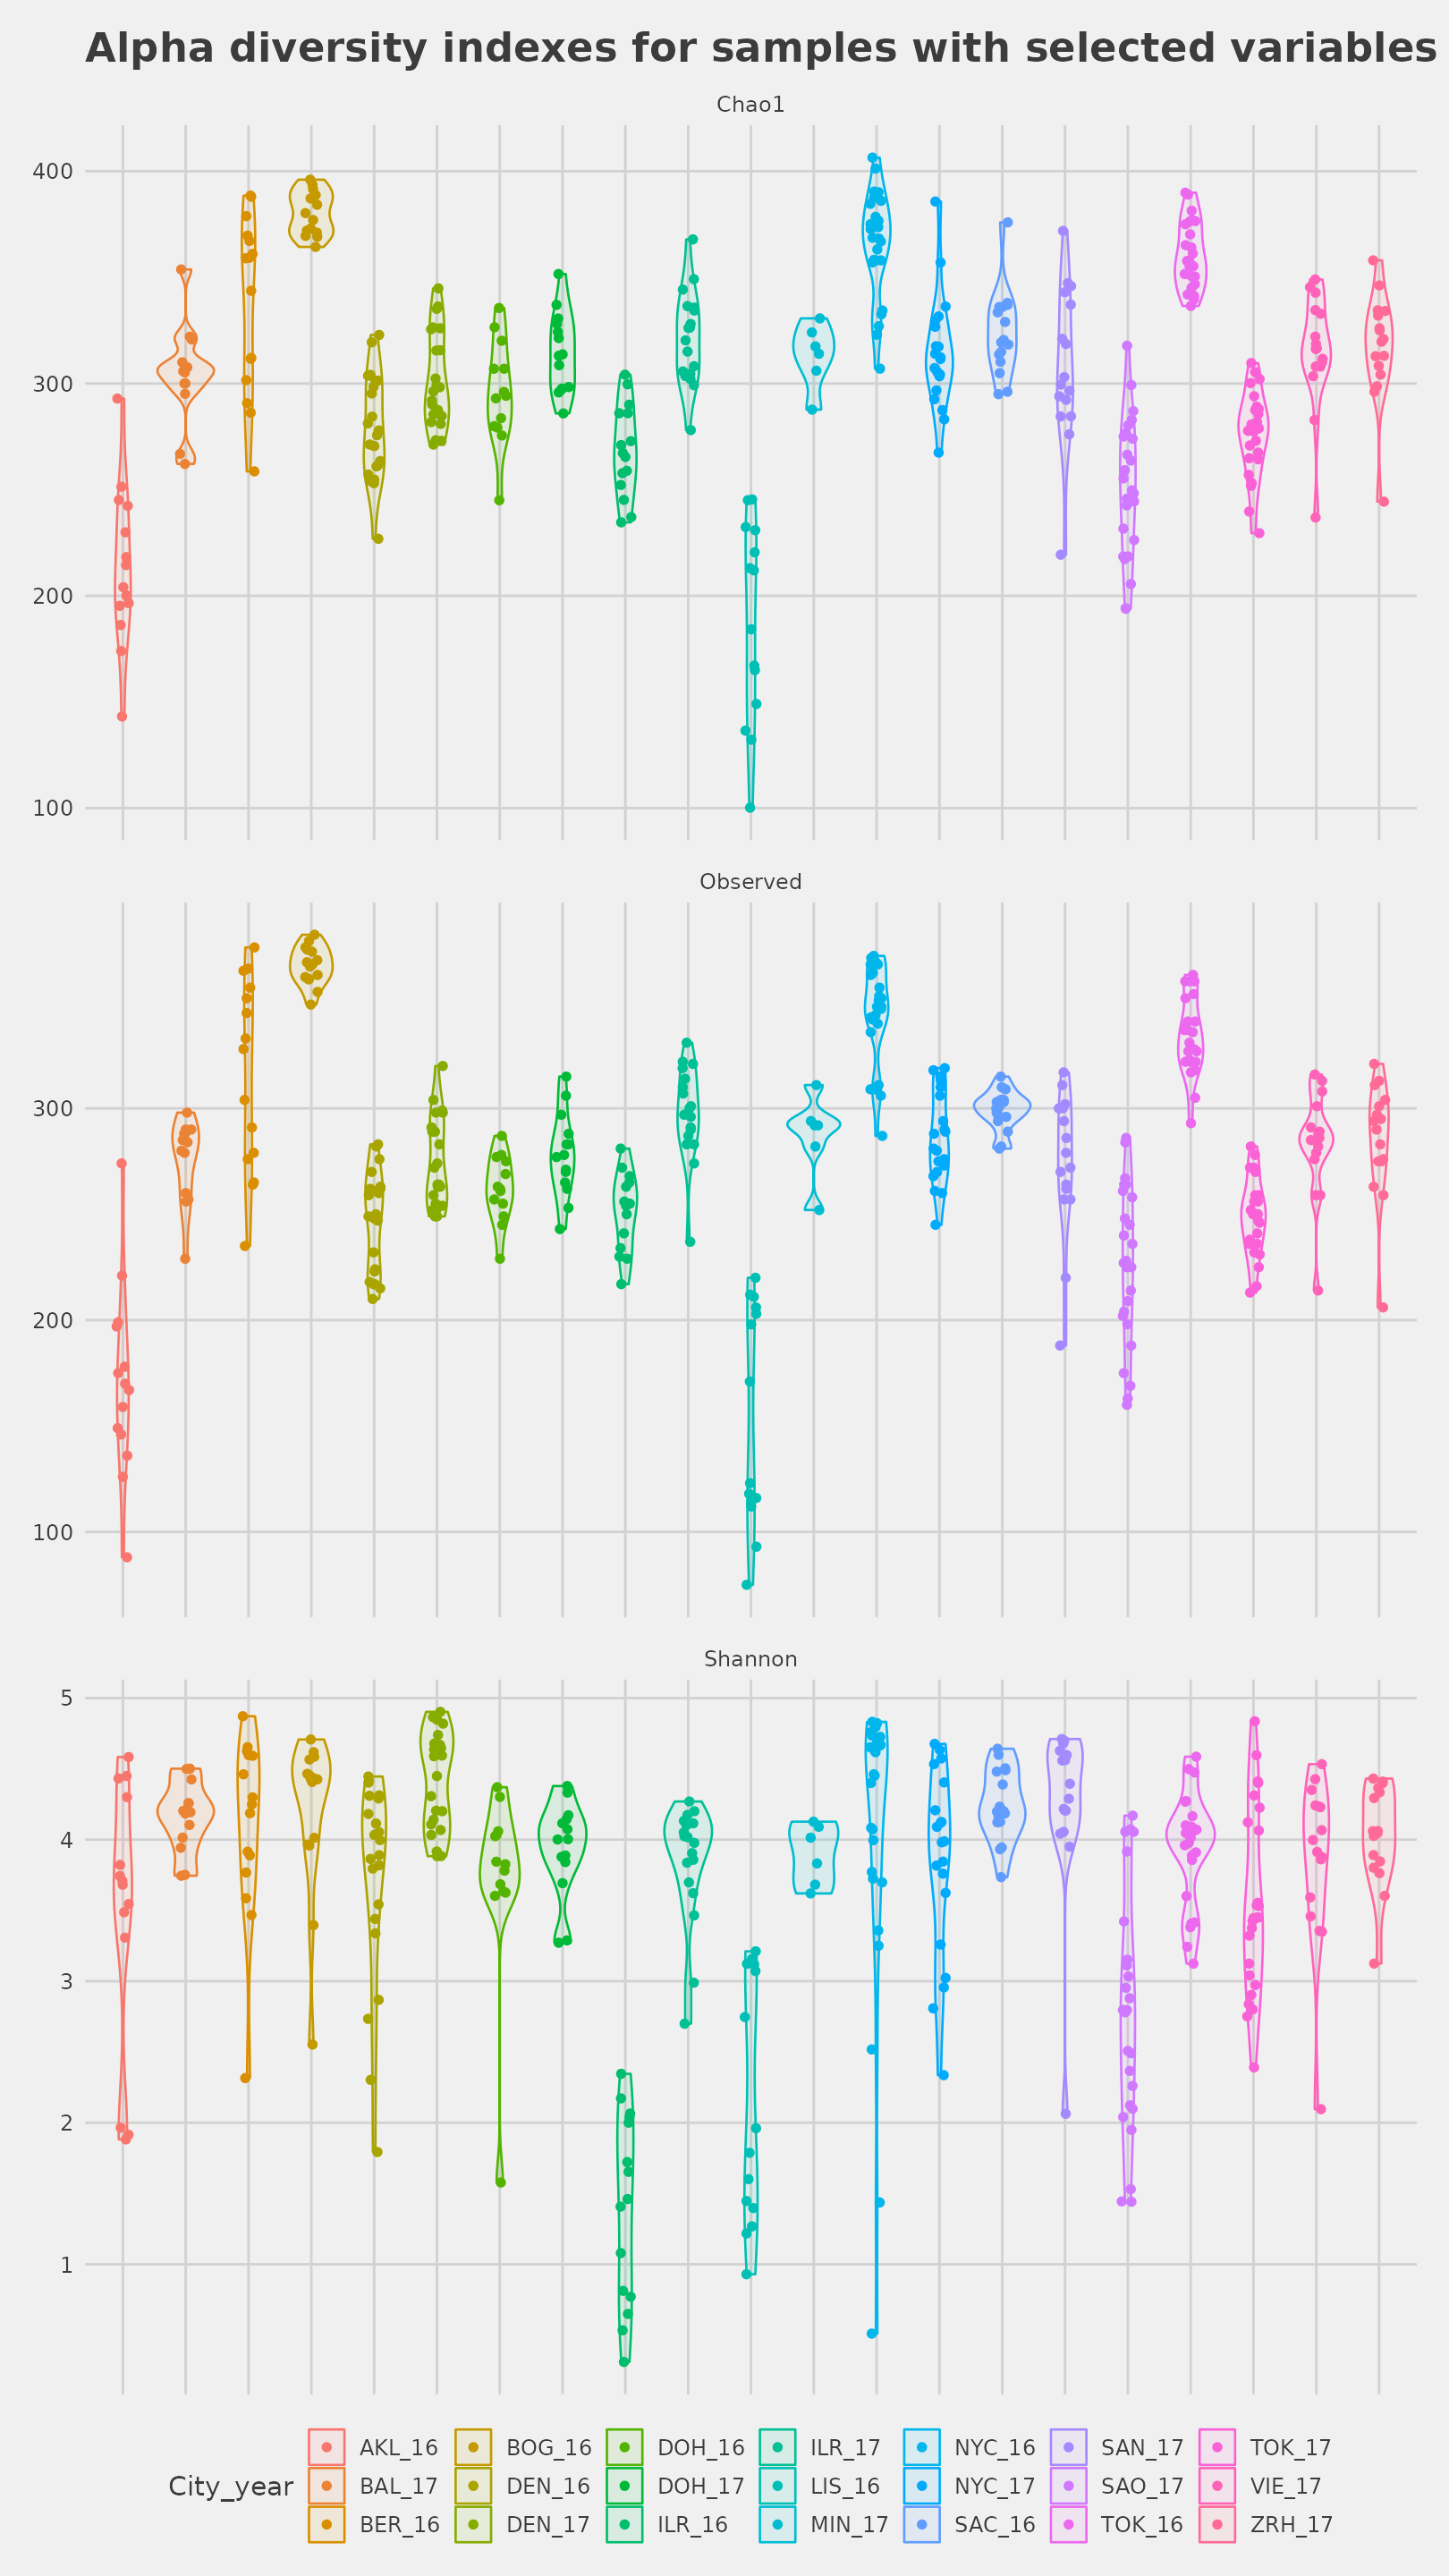 Alpha diversity indexes for samples with selected variables
Chao1
400
300
200
100
Observed
300
200
100
Shannon
5
4
3
2
1
AKL_16 BOG_16 DOH_16 ILR_17 NYC_16 SAN_17 TOK_17
City_year BAL_17 DEN_16 DOH_17 LIS_16 NYC_17 SAO_17 VIE_17
BER_16 DEN_17 ILR_16 MIN_17 SAC_16 TOK_16 ZRH_17